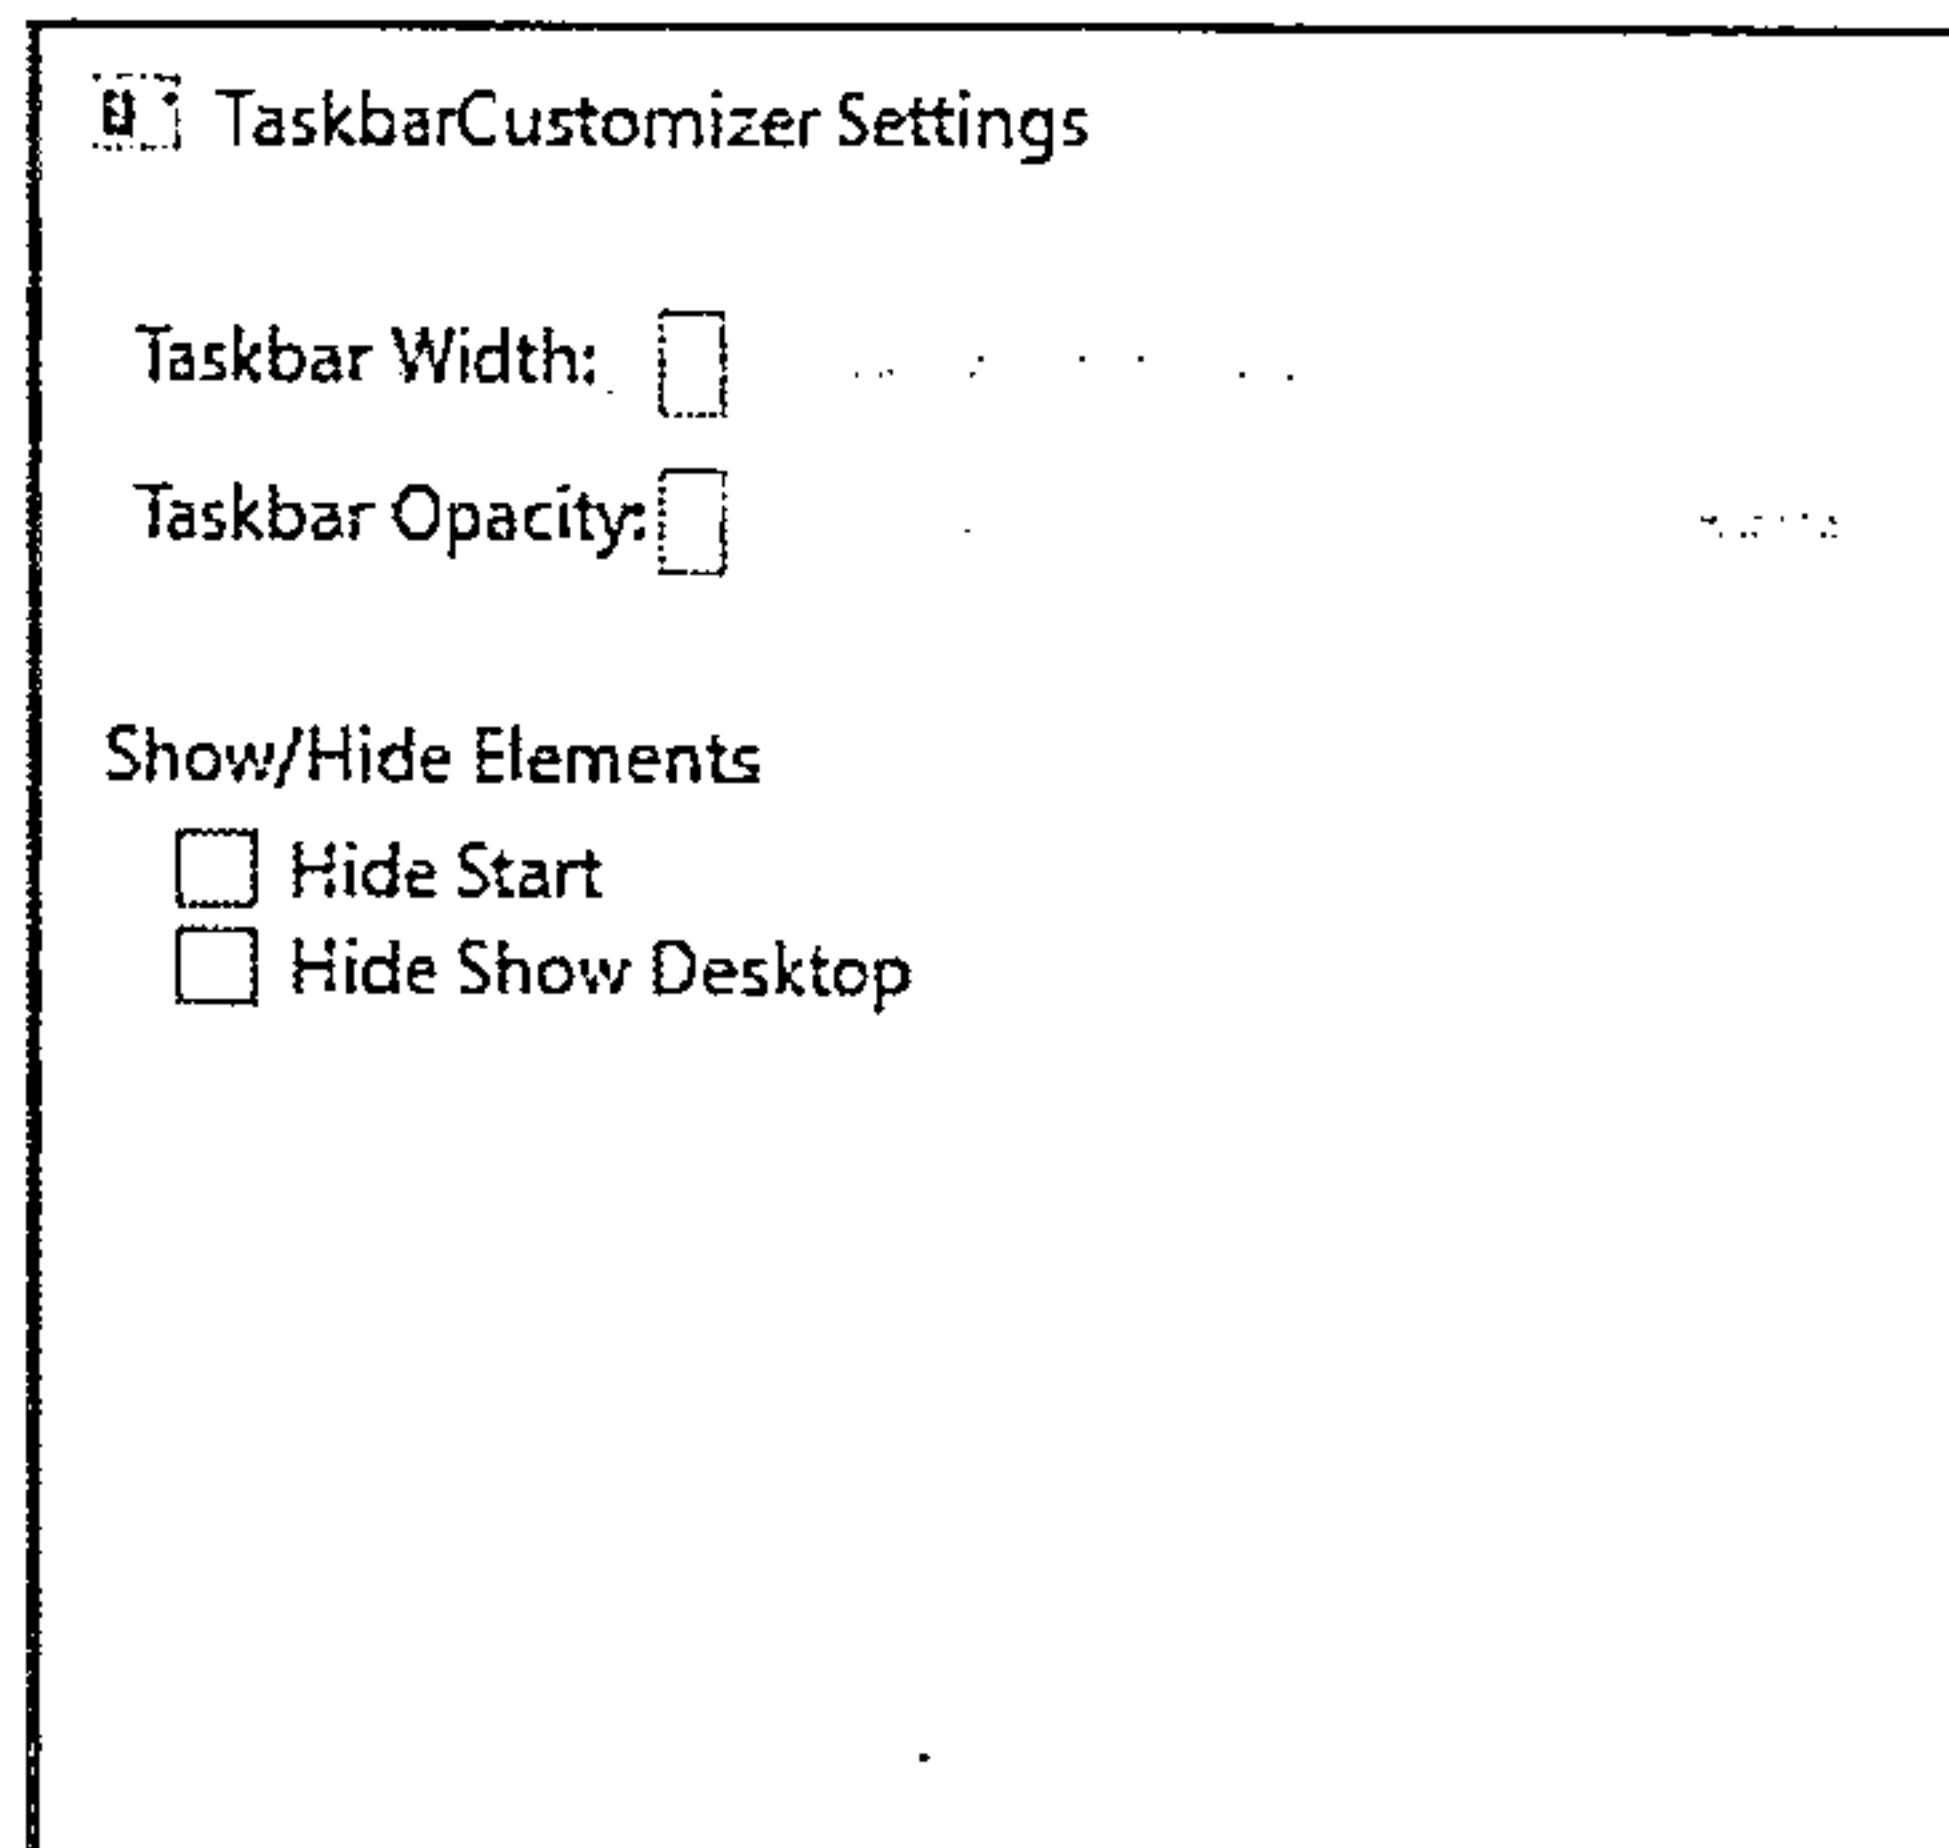 TaskbarCustomizer Settings
Taskbar Width:
Taskbar Opacity:
Show/Hide Elements
Hide Start
Hide Show Desktop